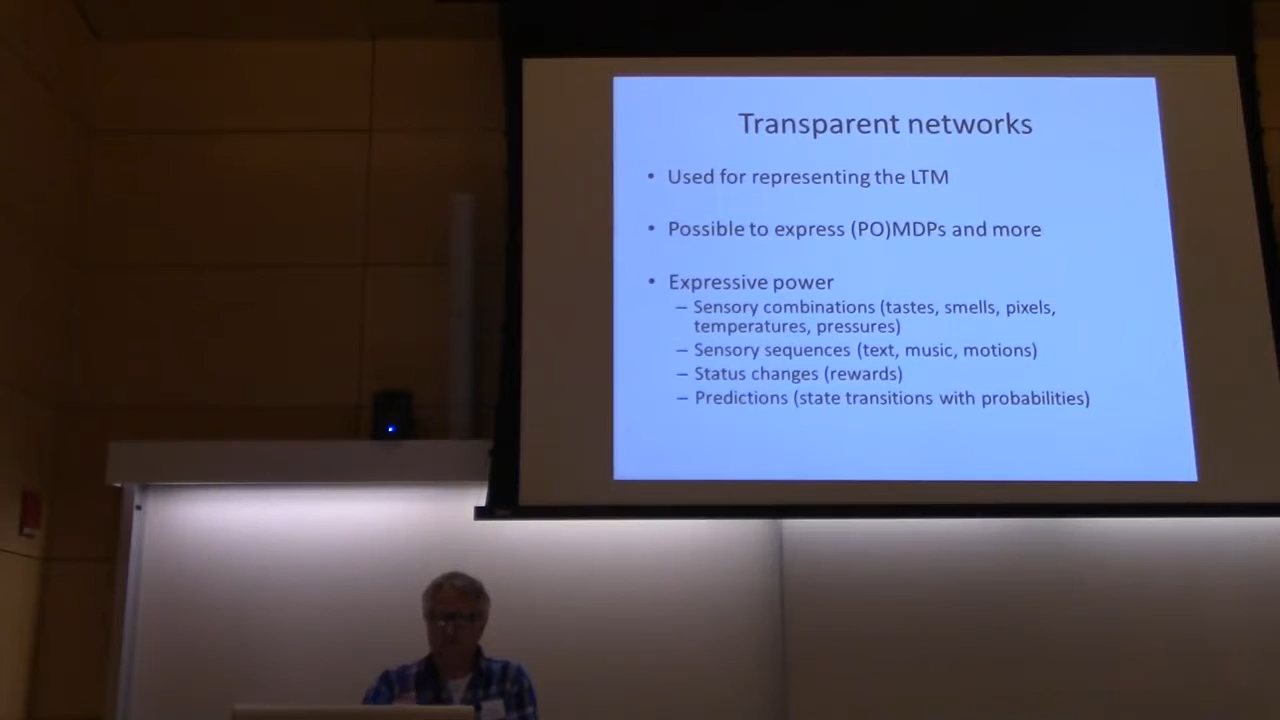 Transparent networks
• Used for representing the LTM
• Possible to express (PO)MDPs and more
• Expressive power
– Sensory combinations (tastes, smells, pixels,
temperatures, pressures)
– Sensory sequences (text, music, motions)
– Status changes (rewards)
– Predictions (state transitions with probabilities)